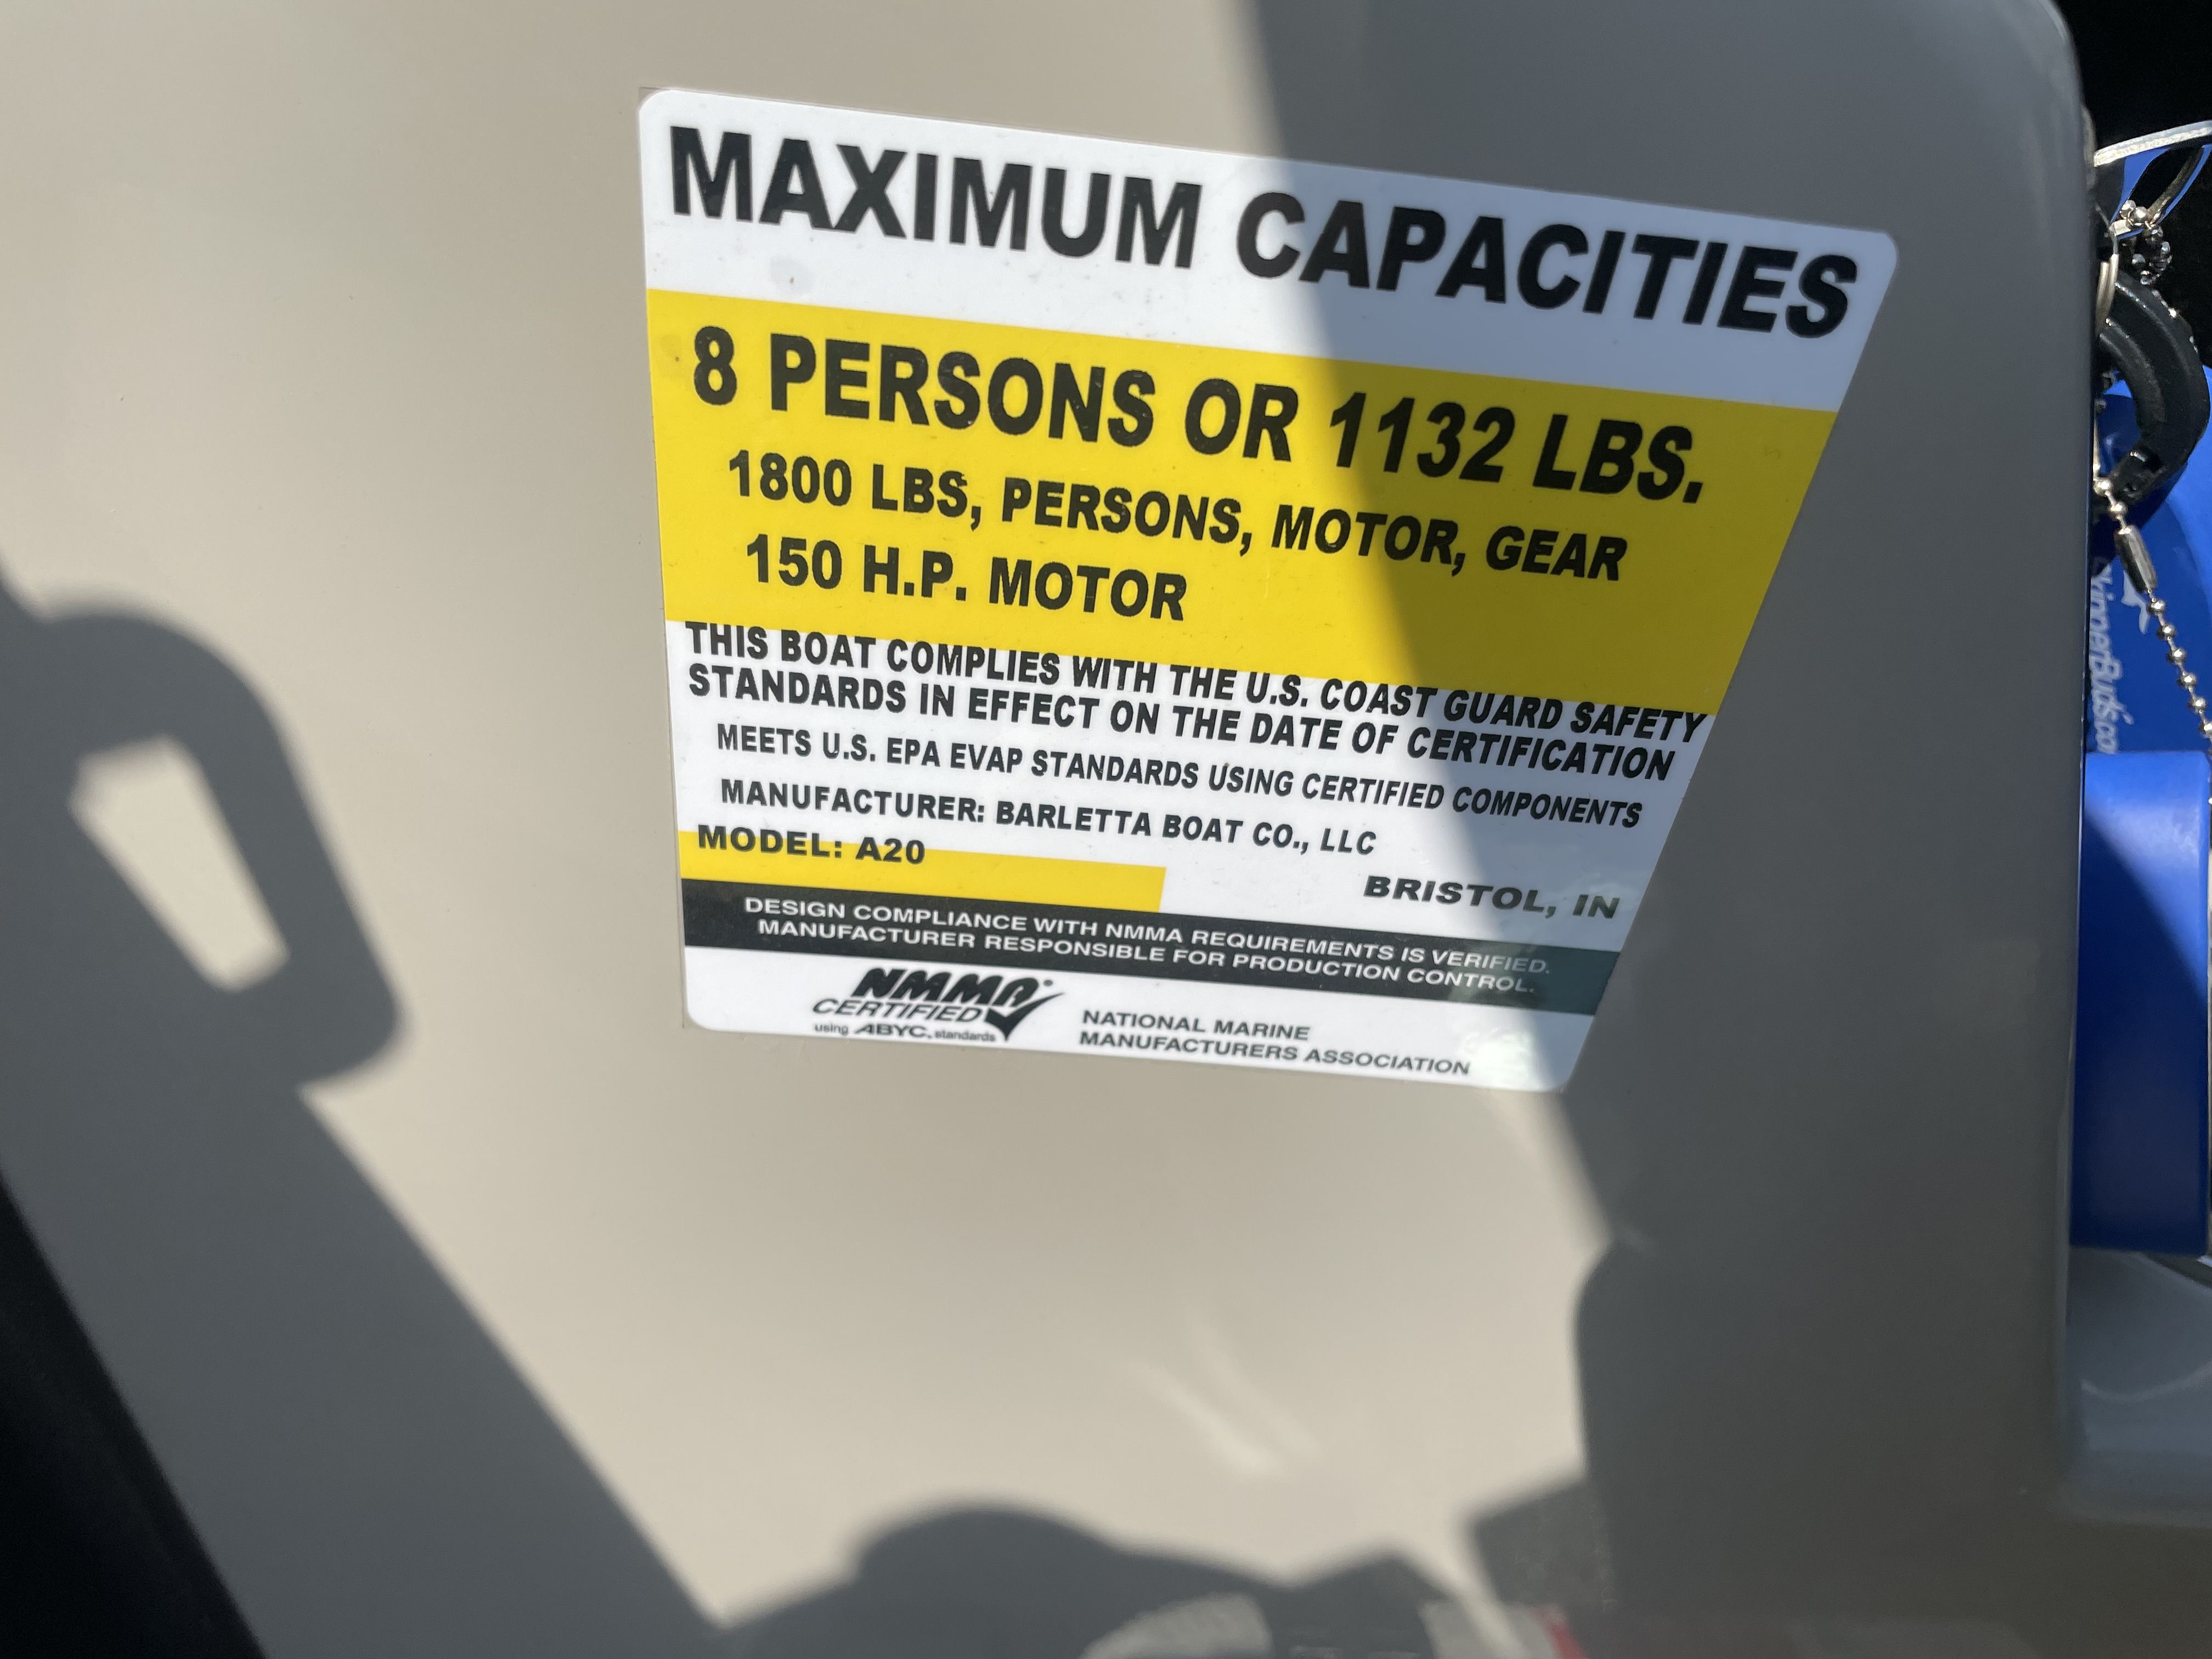 MAXIMUM CAPACITIES
8 PERSONS OR 1132 LBS.
1800 LBS, PERSONS, MOTOR, GEAR
150 H.P. MOTOR
THIS BOAT COMPLIES WITH THE U.S. COAST GUARD SAFETY
STANDARDS IN EFFECT ON THE DATE OF CERTIFICATION
MEETS U.S. EPA EVAP STANDARDS USING CERTIFIED COMPONENTS
MANUFACTURER: BARLETTA BOAT CO., LLC
MODEL: A20
BRISTOL, IN
DESIGN COMPLIANCE WITH NMMA REQUIREMENTS IS VERIFIED.
MANUFACTURER RESPONSIBLE FOR PRODUCTION CONTROL.
NMMA
CERTIFIED
using ABYC standards
NATIONAL MARINE
MANUFACTURERS ASSOCIATION